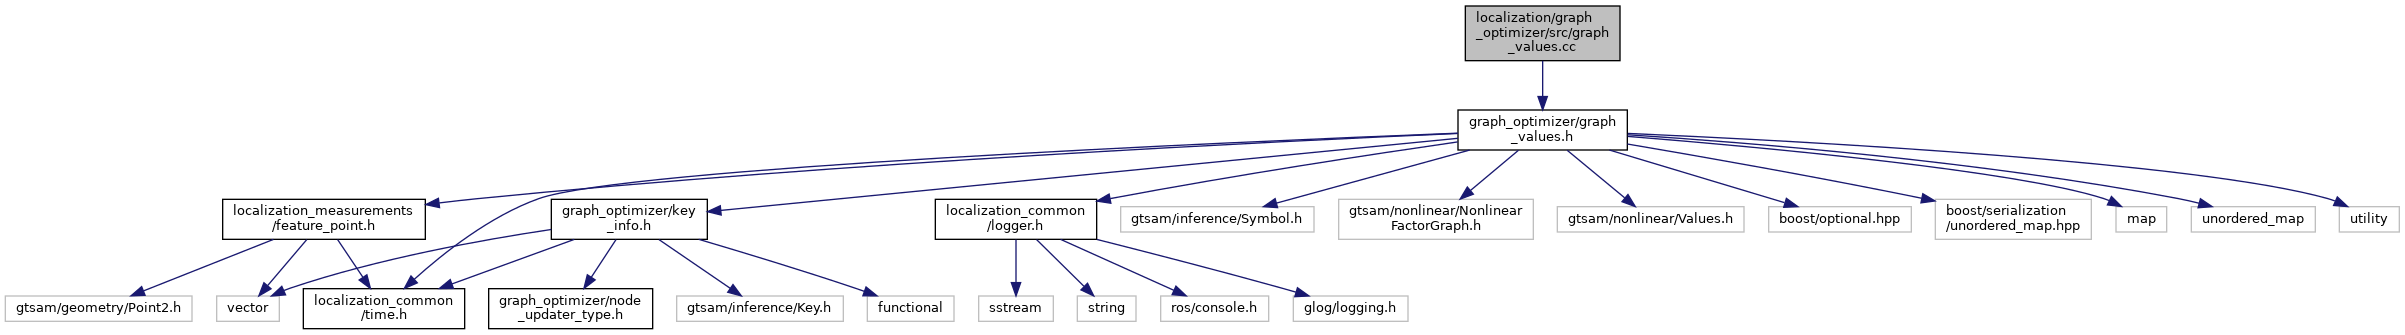 localization/graph
_optimizer/src/graph
_values.cc
graph_optimizer/graph
_values.h
localization_measurements
/feature_point.h
graph_optimizer/key
_info.h
localization_common
/logger.h
gtsam/inference/Symbol.h
gtsam/nonlinear/Nonlinear
FactorGraph.h
gtsam/nonlinear/Values.h
boost/optional.hpp
boost/serialization
/unordered_map.hpp
map
unordered_map
utility
gtsam/geometry/Point2.h
vector
localization_common
/time.h
graph_optimizer/node
_updater_type.h
gtsam/inference/Key.h
functional
sstream
string
ros/console.h
glog/logging.h